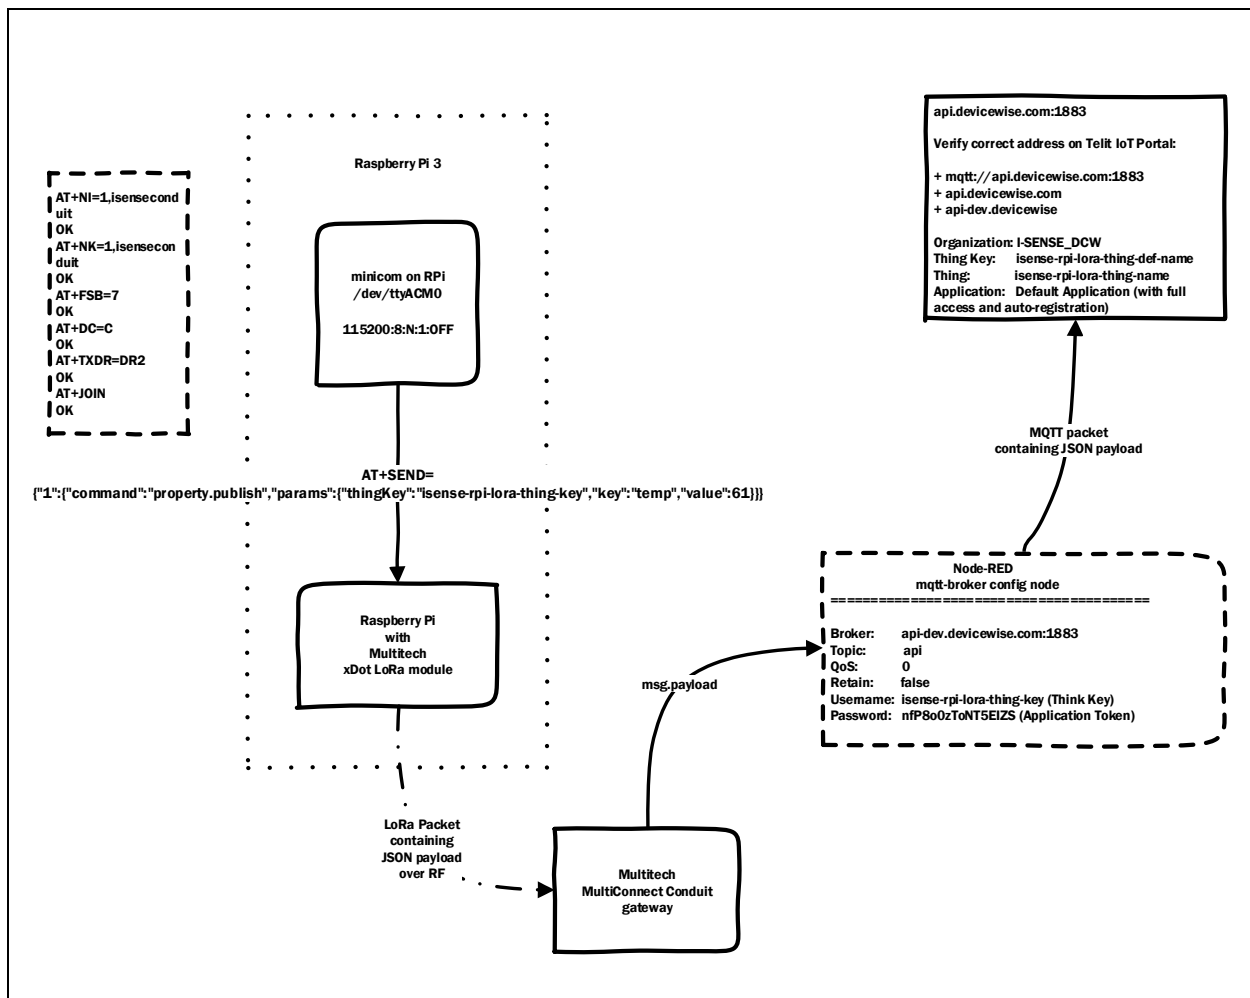 AT+NI=1,isensecond
uit
OK
AT+NK=1,isensecon
duit
OK
AT+FSB=7
OK
AT+DC=C
OK
AT+TXDR=DR2
OK
AT+JOIN
OK
Raspberry Pi 3
minicom on RPi
/dev/ttyACM0
115200:8:N:1:OFF
AT+SEND=
{"1":{"command":"property.publish","params":{"thingKey":"isense-rpi-lora-thing-key","key":"temp","value":61}}}
Raspberry Pi
with
Multitech
xDot LoRa module
LoRa Packet
containing
JSON payload
over RF
Multitech
MultiConnect Conduit
gateway
msg.payload
Node-RED
mqtt-broker config node
========================================
Broker: api-dev.devicewise.com:1883
Topic: api
QoS: 0
Retain: false
Username: isense-rpi-lora-thing-key (Think Key)
Password: nfP8o0zToNT5EIZS (Application Token)
MQTT packet
containing JSON payload
api.devicewise.com:1883
Verify correct address on Telit IoT Portal:
+ mqtt://api.devicewise.com:1883
+ api.devicewise.com
+ api-dev.devicewise
Organization: I-SENSE_DCW
Thing Key: isense-rpi-lora-thing-def-name
Thing: isense-rpi-lora-thing-name
Application: Default Application (with full
access and auto-registration)